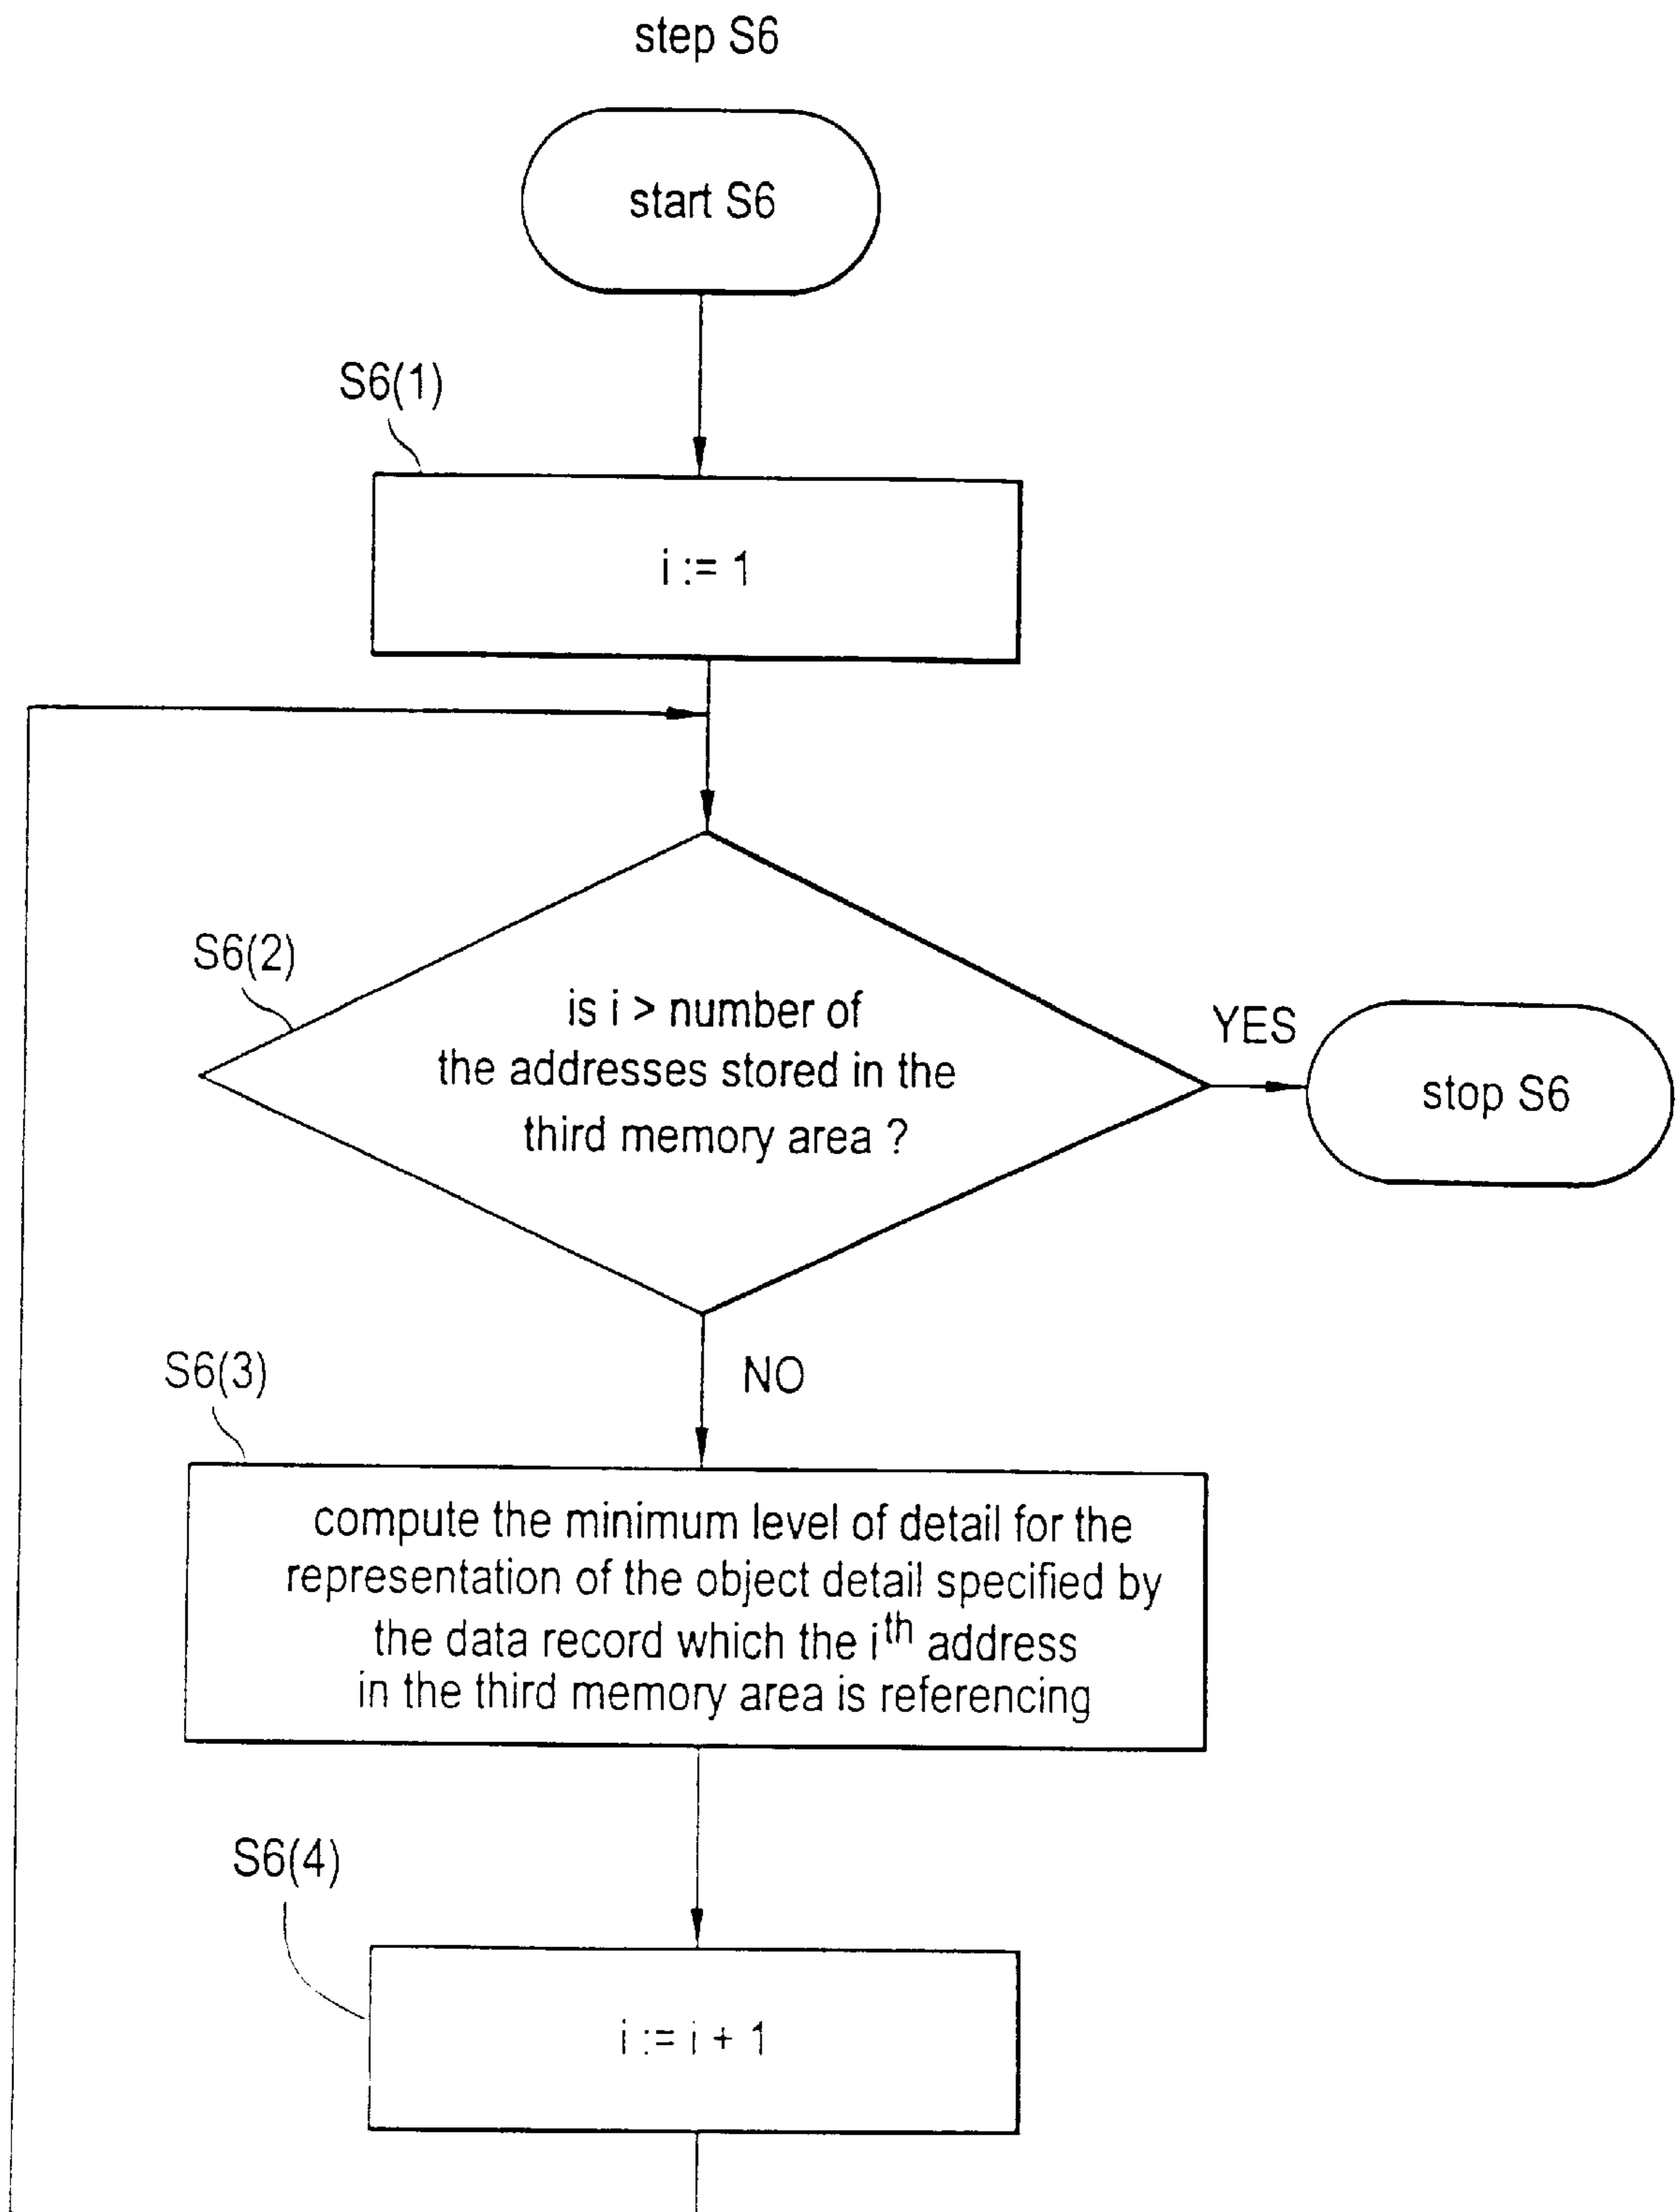 step S6
start S6
S6(1)
i := 1
S6(2)
is i > number of
the addresses stored in the
third memory area ?
YES
stop S6
NO
S6(3)
compute the minimum level of detail for the
representation of the object detail specified by
the data record which the iᵗʰ address
in the third memory area is referencing
S6(4)
i := i + 1